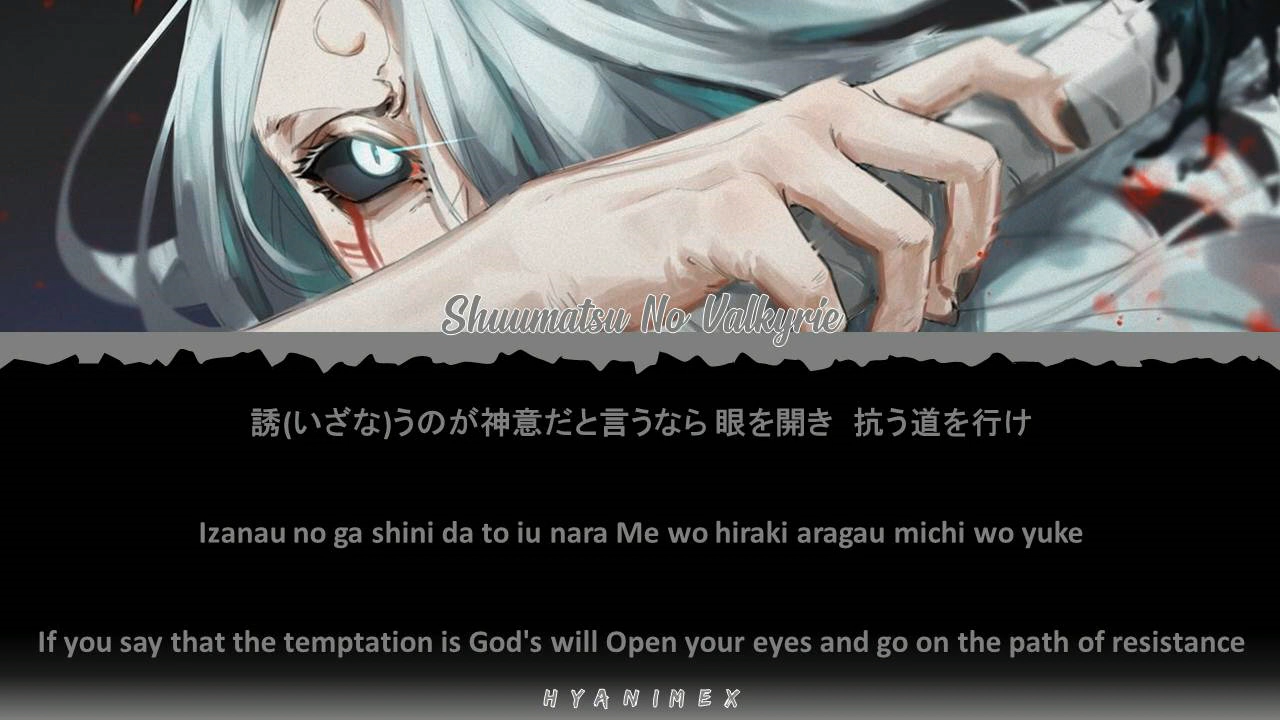 Shuumatsu No Valkyrie
誘(いざな)うのが神意だと言うなら 眼を開き　抗う道を行け
Izanau no ga shini da to iu nara Me wo hiraki aragau michi wo yuke
If you say that the temptation is God's will Open your eyes and go on the path of resistance
HYANIMEX